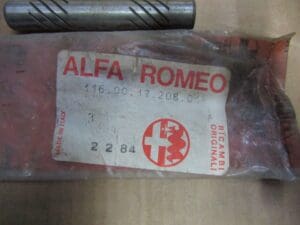 ALFA ROMEO
116.00.17.208.0
3
MADE IN ITALY
2 2 84
RICAMBI
ORIGINALI